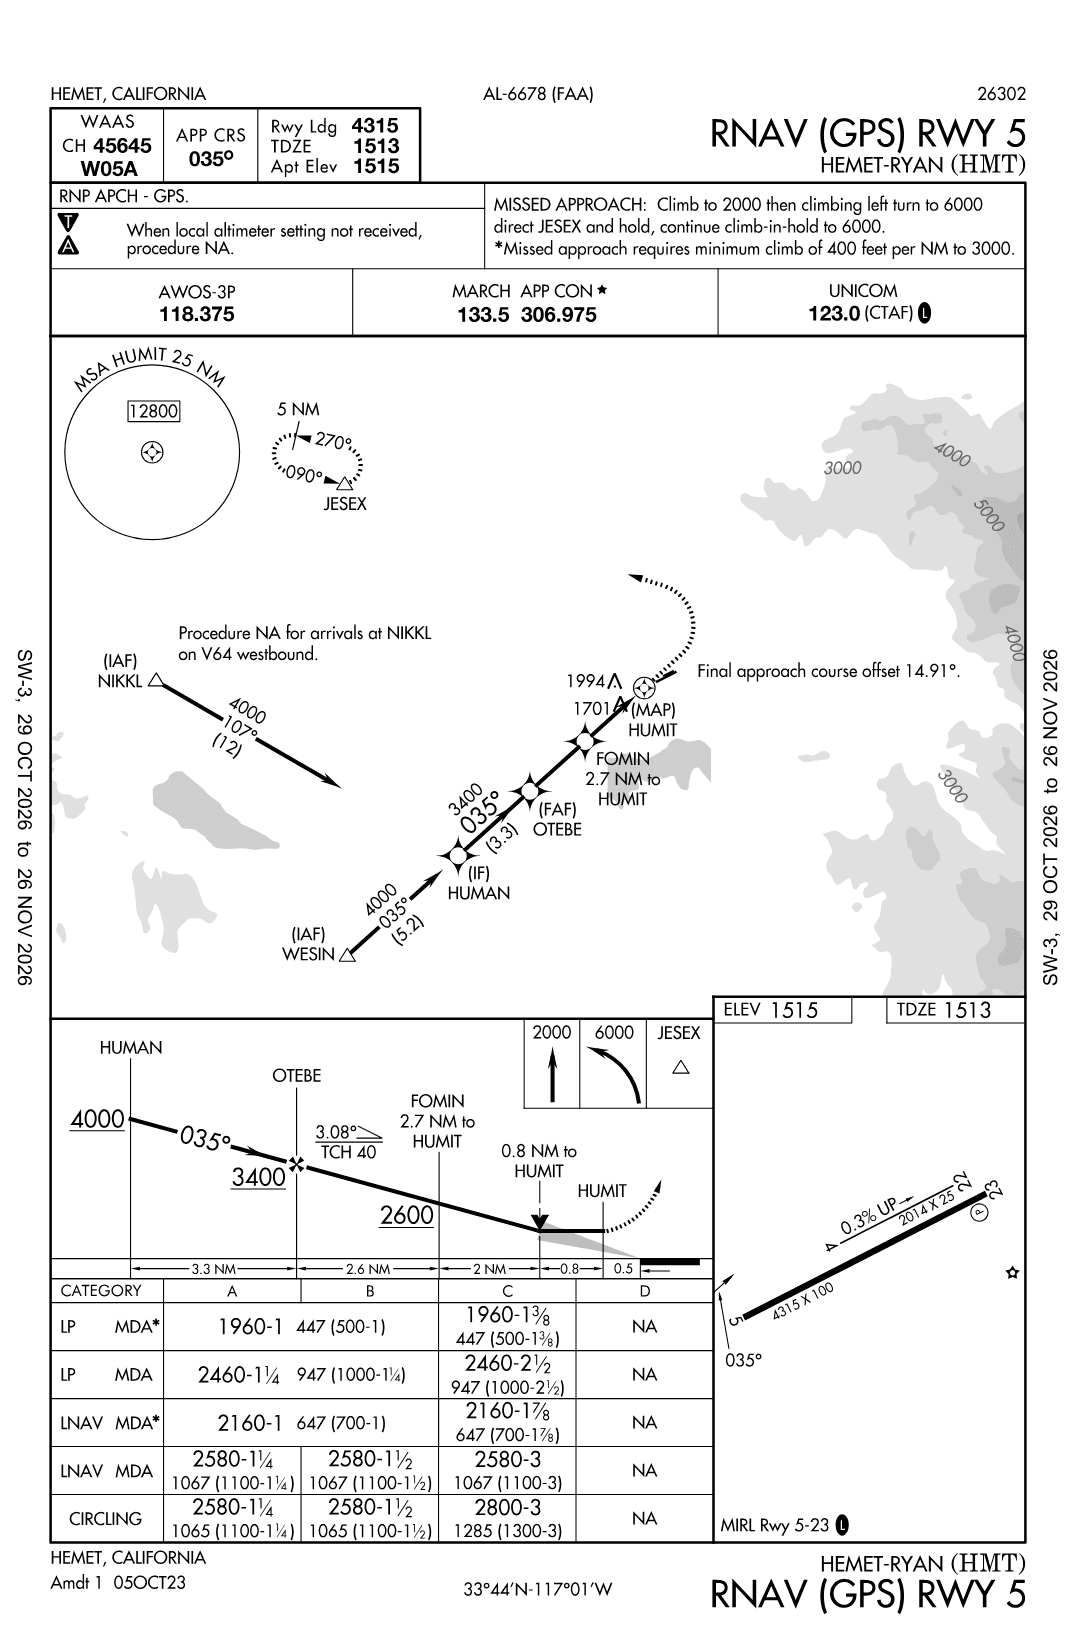 HEMET, CALIFORNIA
AL-6678 (FAA)
26302
WAAS
CH 45645
W05A
APP CRS
035°
Rwy Ldg 4315
TDZE 1513
Apt Elev 1515
RNAV (GPS) RWY 5
HEMET-RYAN (HMT)
RNP APCH - GPS.
T
A
When local altimeter setting not received,
procedure NA.
MISSED APPROACH: Climb to 2000 then climbing left turn to 6000
direct JESEX and hold, continue climb-in-hold to 6000.
*Missed approach requires minimum climb of 400 feet per NM to 3000.
AWOS-3P
118.375
MARCH APP CON
133.5 306.975
UNICOM
123.0 (CTAF) L
MSA HUMIT 25 NM
12800
5 NM
270°
090°
JESEX
3000
4000
5000
4000
3000
Procedure NA for arrivals at NIKKL
on V64 westbound.
(IAF)
NIKKL
4000
107°
(12)
1994
1701
(MAP)
HUMIT
Final approach course offset 14.91°.
FOMIN
2.7 NM to
HUMIT
3400
035°
(3.3)
(FAF)
OTEBE
(IF)
HUMAN
4000
035°
(5.2)
(IAF)
WESIN
SW-3, 29 OCT 2026 to 26 NOV 2026
SW-3, 29 OCT 2026 to 26 NOV 2026
ELEV 1515
TDZE 1513
HUMAN
OTEBE
FOMIN
2.7 NM to
HUMIT
0.8 NM to
HUMIT
HUMIT
2000
6000
JESEX
4000
035°
3400
3.08°
TCH 40
2600
3.3 NM
2.6 NM
2 NM
0.8
0.5
4
0.3% UP
2014 X 25
22
23
P
4315 X 100
5
035°
MIRL Rwy 5-23 L
CATEGORY A B C D
LP MDA* 1960-1 447 (500-1) 1960-1⅜ 447 (500-1⅜) NA
LP MDA 2460-1¼ 947 (1000-1¼) 2460-2½ 947 (1000-2½) NA
LNAV MDA* 2160-1 647 (700-1) 2160-1⅞ 647 (700-1⅞) NA
LNAV MDA 2580-1¼ 1067 (1100-1¼) 2580-1½ 1067 (1100-1½) 2580-3 1067 (1100-3) NA
CIRCLING 2580-1¼ 1065 (1100-1¼) 2580-1½ 1065 (1100-1½) 2800-3 1285 (1300-3) NA
HEMET, CALIFORNIA
Amdt 1 05OCT23
33°44'N-117°01'W
HEMET-RYAN (HMT)
RNAV (GPS) RWY 5